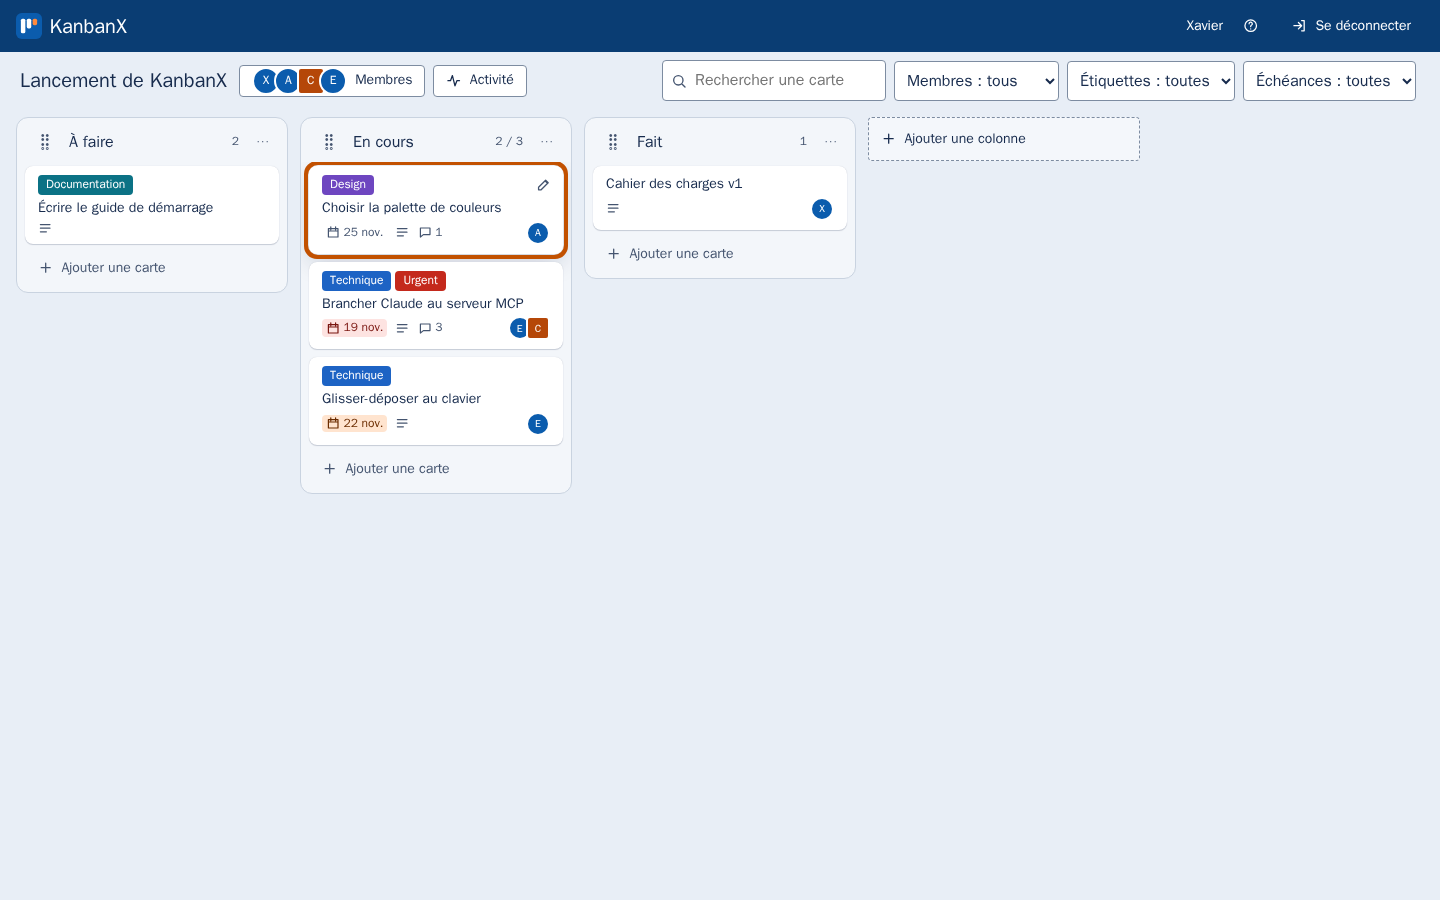 KanbanX
Xavier
Se déconnecter
Lancement de KanbanX
X A C E Membres
Activité
Rechercher une carte
Membres : tous
Étiquettes : toutes
Échéances : toutes
À faire 2
Documentation
Écrire le guide de démarrage
Ajouter une carte
En cours 2 / 3
Design
Choisir la palette de couleurs
25 nov. 1 A
Technique Urgent
Brancher Claude au serveur MCP
19 nov. 3 E C
Technique
Glisser-déposer au clavier
22 nov. E
Ajouter une carte
Fait 1
Cahier des charges v1
X
Ajouter une carte
Ajouter une colonne